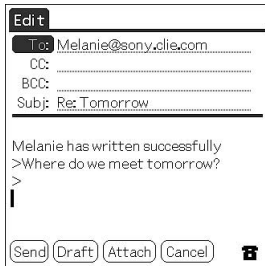 Edit
To: Melanie@sony.clie.com
CC:
BCC:
Subj: Re: Tomorrow
Melanie has written successfully
>Where do we meet tomorrow?
>
Send Draft Attach Cancel